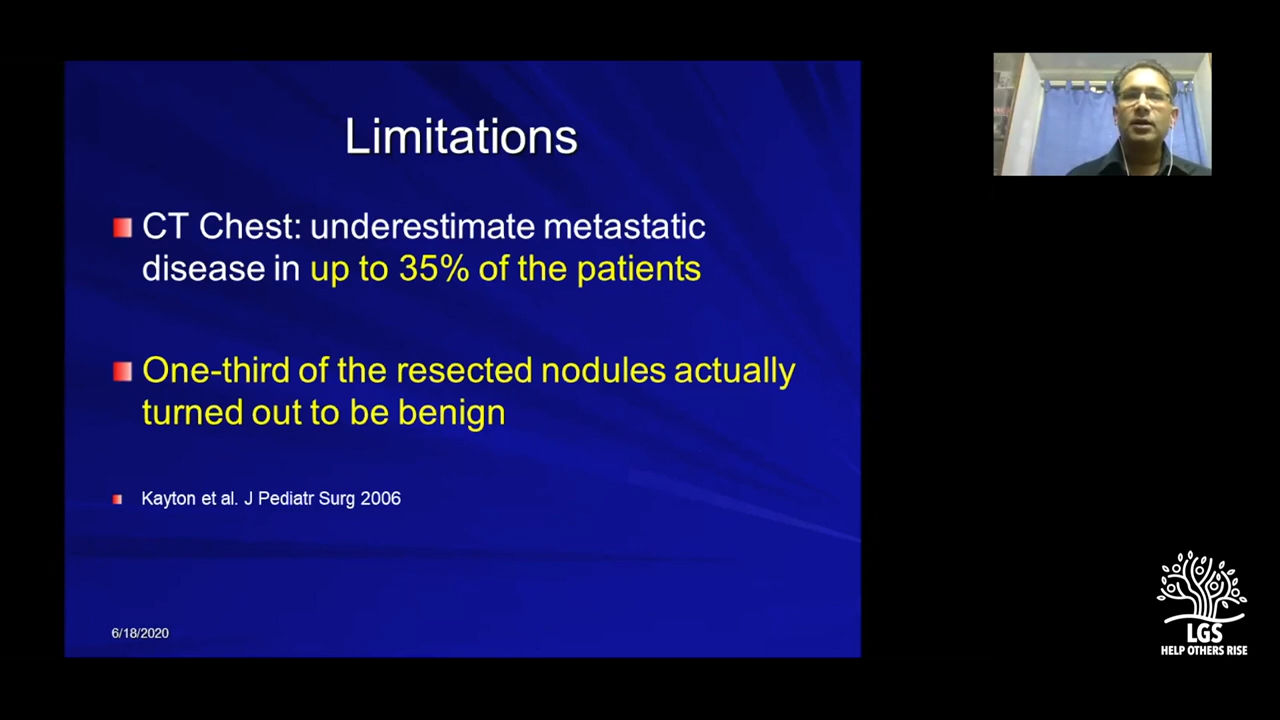 Limitations
CT Chest: underestimate metastatic
disease in up to 35% of the patients
One-third of the resected nodules actually
turned out to be benign
Kayton et al. J Pediatr Surg 2006
6/18/2020
LGS
HELP OTHERS RISE